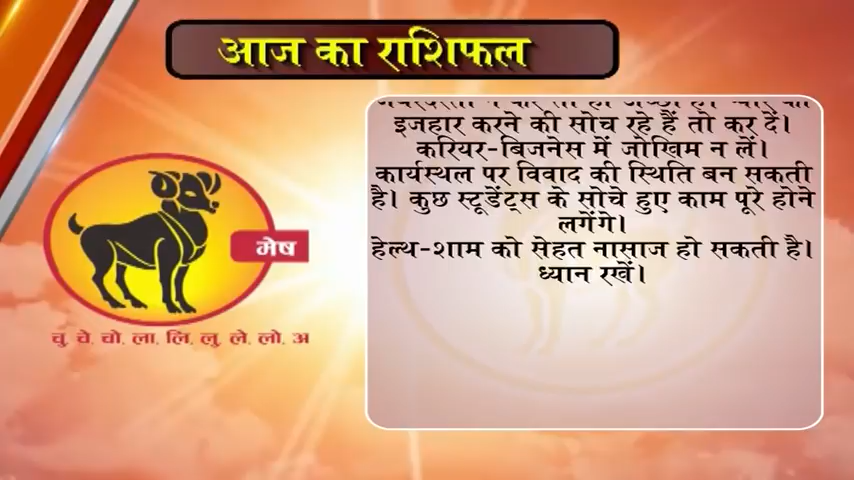 आज का राशिफल
इजहार करने की सोच रहे हैं तो कर दें।
करियर-बिजनेस में जोखिम न लें।
कार्यस्थल पर विवाद की स्थिति बन सकती
है। कुछ स्टूडेंट्स के सोचे हुए काम पूरे होने
लगेंगे।
हेल्थ-शाम को सेहत नासाज हो सकती है।
ध्यान रखें।
मेष
चु, चे, चो, ला, लि, लु, ले, लो, अ